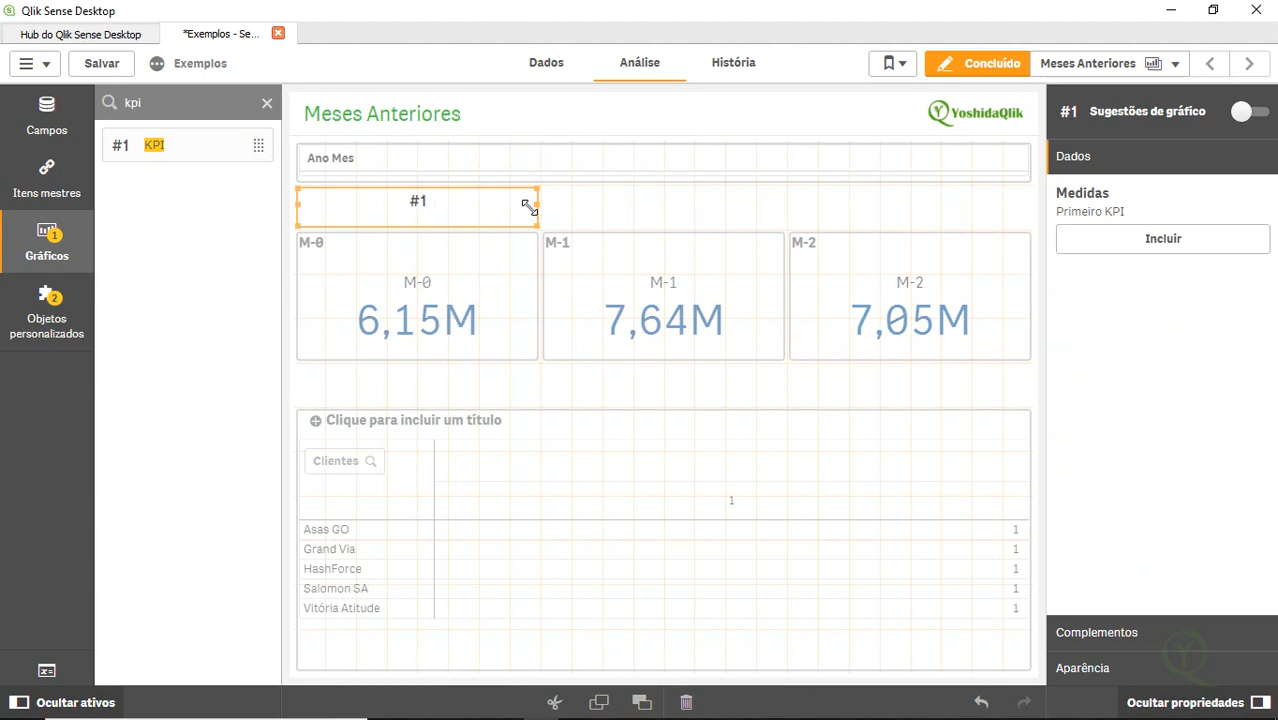 Qlik Sense Desktop
Hub do Qlik Sense Desktop
*Exemplos - Se...
Salvar
Exemplos
Dados
Análise
História
Concluído
Meses Anteriores
Campos
Itens mestres
1
Gráficos
2
Objetos
personalizados
kpi
#1 KPI
Meses Anteriores
YoshidaQlik
Ano Mes
#1
M-0
M-0
6,15M
M-1
M-1
7,64M
M-2
M-2
7,05M
Clique para incluir um título
Clientes
1
Asas GO 1
Grand Via 1
HashForce 1
Salomon SA 1
Vitória Atitude 1
#1 Sugestões de gráfico
Dados
Medidas
Primeiro KPI
Incluir
Complementos
Aparência
Ocultar ativos
Ocultar propriedades